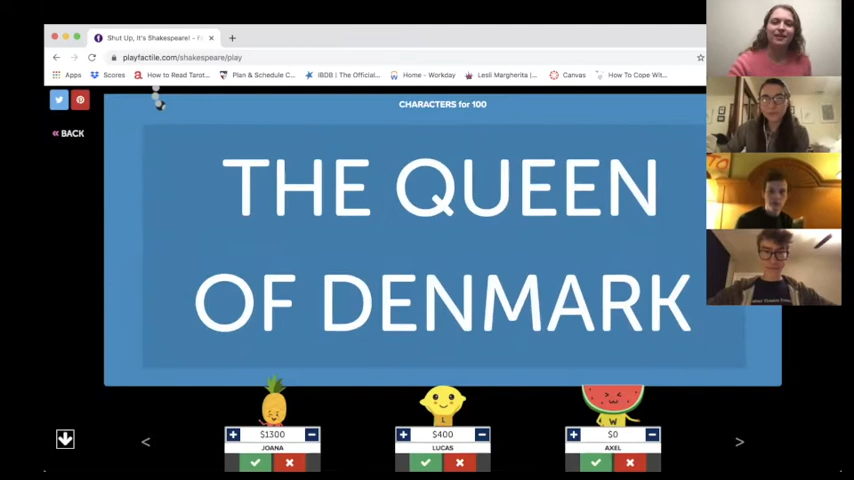 Shut Up, It's Shakespeare! - F
playfactile.com/shakespeare/play
Apps Scores How to Read Tarot... Plan & Schedule C... IBDB | The Official... Home - Workday Lesli Margherita |... Canvas How To Cope Wit...
CHARACTERS for 100
BACK
THE QUEEN
OF DENMARK
L
W
+ $1300 −
+ $400 −
+ $0 −
JOANA
LUCAS
AXEL